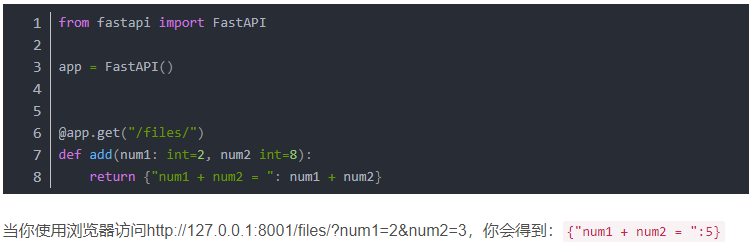 1 from fastapi import FastAPI
2
3 app = FastAPI()
4
5
6 @app.get("/files/")
7 def add(num1: int=2, num2 int=8):
8     return {"num1 + num2 = ": num1 + num2}
当你使用浏览器访问http://127.0.0.1:8001/files/?num1=2&num2=3，你会得到：{"num1 + num2 = ":5}